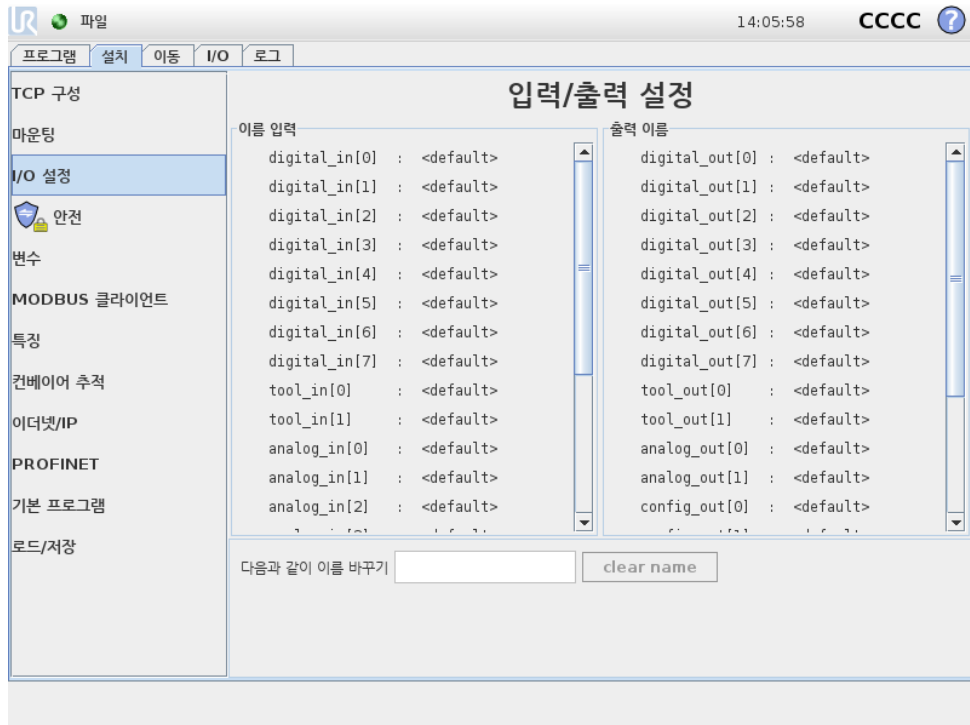 UR 파일 14:05:58 CCCC ?
프로그램 설치 이동 I/O 로그
TCP 구성
마운팅
I/O 설정
안전
변수
MODBUS 클라이언트
특징
컨베이어 추적
이더넷/IP
PROFINET
기본 프로그램
로드/저장
입력/출력 설정
이름 입력
digital_in[0] : <default>
digital_in[1] : <default>
digital_in[2] : <default>
digital_in[3] : <default>
digital_in[4] : <default>
digital_in[5] : <default>
digital_in[6] : <default>
digital_in[7] : <default>
tool_in[0] : <default>
tool_in[1] : <default>
analog_in[0] : <default>
analog_in[1] : <default>
analog_in[2] : <default>
출력 이름
digital_out[0] : <default>
digital_out[1] : <default>
digital_out[2] : <default>
digital_out[3] : <default>
digital_out[4] : <default>
digital_out[5] : <default>
digital_out[6] : <default>
digital_out[7] : <default>
tool_out[0] : <default>
tool_out[1] : <default>
analog_out[0] : <default>
analog_out[1] : <default>
config_out[0] : <default>
다음과 같이 이름 바꾸기 clear name